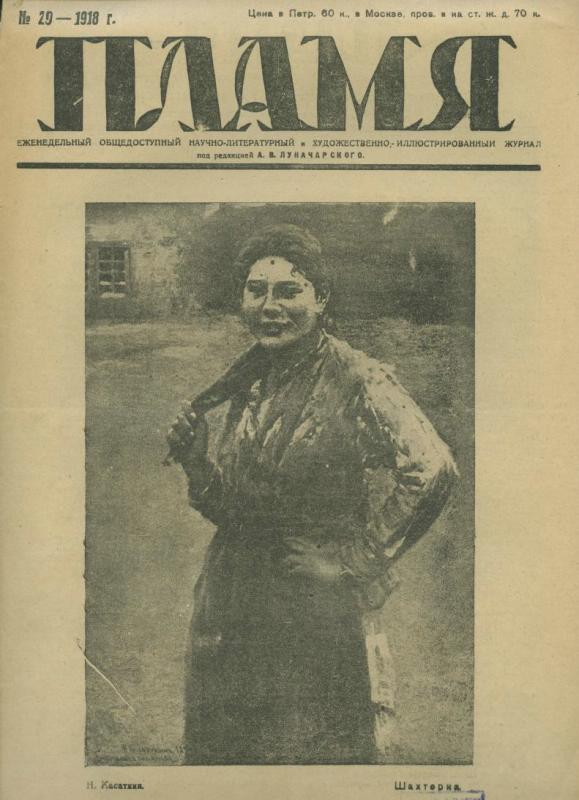 № 29 — 1918 г.
Цена в Петр. 60 к., в Москве, пров. и на ст. ж. д. 70 к.
ПЛАМЯ
ЕЖЕНЕДЕЛЬНЫЙ ОБЩЕДОСТУПНЫЙ НАУЧНО-ЛИТЕРАТУРНЫЙ и ХУДОЖЕСТВЕННО-ИЛЛЮСТРИРОВАННЫЙ ЖУРНАЛ
под редакцией А. В. ЛУНАЧАРСКОГО.
Н. Касаткин.
Шахтерка.